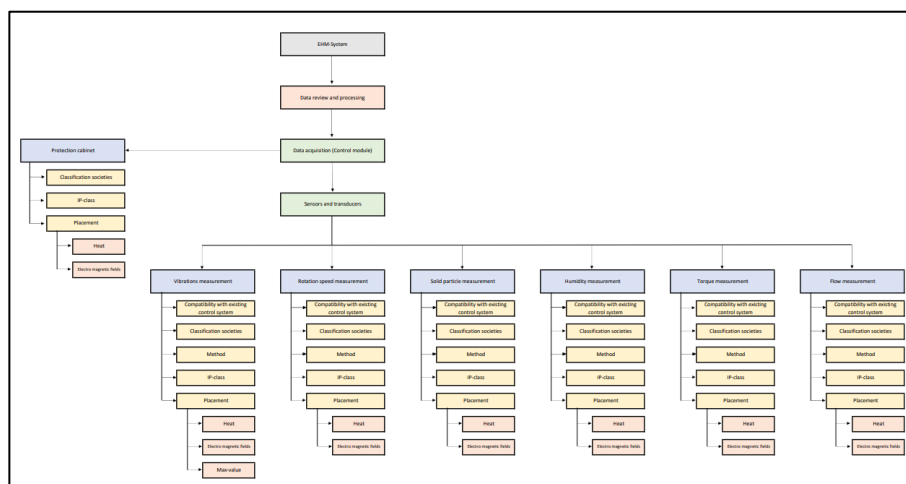 EHM-System
Data review and processing
Protection cabinet
Data acquisition (Control module)
Classification societies
IP-class
Sensors and transducers
Placement
Heat
Electro magnetic fields
Vibrations measurement
Compatibility with existing
control system
Classification societies
Method
IP-class
Placement
Heat
Electro magnetic fields
Max-value
Rotation speed measurement
Compatibility with existing
control system
Classification societies
Method
IP-class
Placement
Heat
Electro magnetic fields
Solid particle measurement
Compatibility with existing
control system
Classification societies
Method
IP-class
Placement
Heat
Electro magnetic fields
Humidity measurement
Compatibility with existing
control system
Classification societies
Method
IP-class
Placement
Heat
Electro magnetic fields
Torque measurement
Compatibility with existing
control system
Classification societies
Method
IP-class
Placement
Heat
Electro magnetic fields
Flow measurement
Compatibility with existing
control system
Classification societies
Method
IP-class
Placement
Heat
Electro magnetic fields